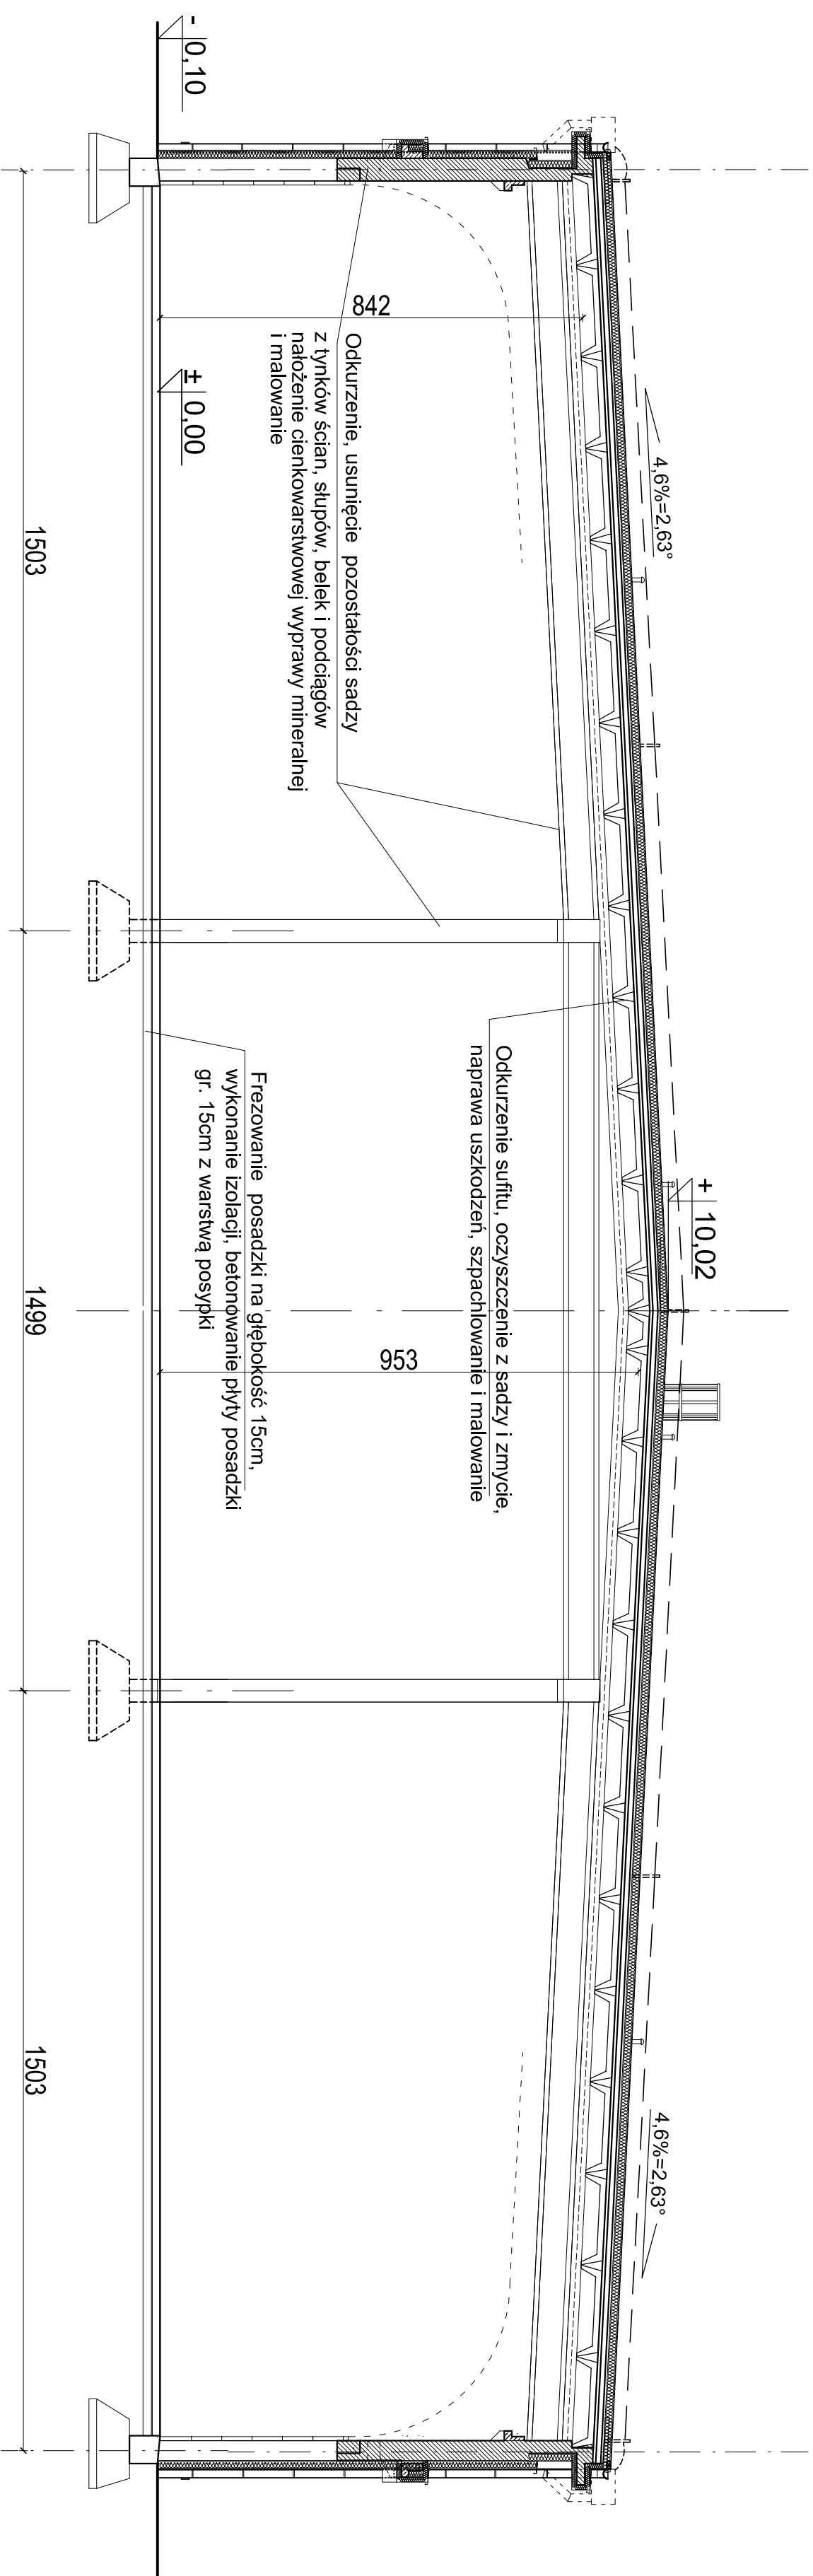 - 0,10
842
Odkurzenie, usunięcie pozostałości sadzy
z tynków ścian, słupów, belek i podciągów
nałożenie cienkowarstwowej wyprawy mineralnej
i malowanie
± 0,00
4,6%=2,63°
1503
Odkurzenie sufitu, oczyszczenie z sadzy i zmycie,
naprawa uszkodzeń, szpachlowanie i malowanie
Frezowanie posadzki na głębokość 15cm,
wykonanie izolacji, betonowanie płyty posadzki
gr. 15cm z warstwą posypki
+ 10,02
953
1499
4,6%=2,63°
1503